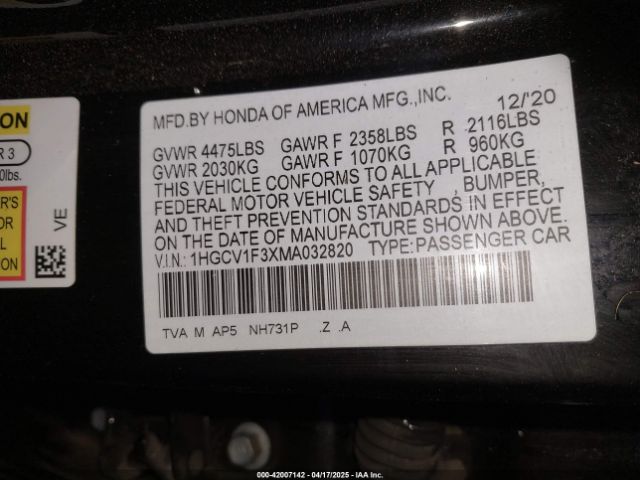 ON
R 3
0lbs.
R'S
OR
L
VE
MFD.BY HONDA OF AMERICA MFG.,INC. 12/'20
GVWR 4475LBS GAWR F 2358LBS R 2116LBS
GVWR 2030KG GAWR F 1070KG R 960KG
THIS VEHICLE CONFORMS TO ALL APPLICABLE
FEDERAL MOTOR VEHICLE SAFETY , BUMPER,
AND THEFT PREVENTION STANDARDS IN EFFECT
ON THE DATE OF MANUFACTURE SHOWN ABOVE.
V.I.N.: 1HGCV1F3XMA032820 TYPE:PASSENGER CAR
TVA M AP5 NH731P .Z .A
000-42007142 - 04/17/2025 - IAA Inc.